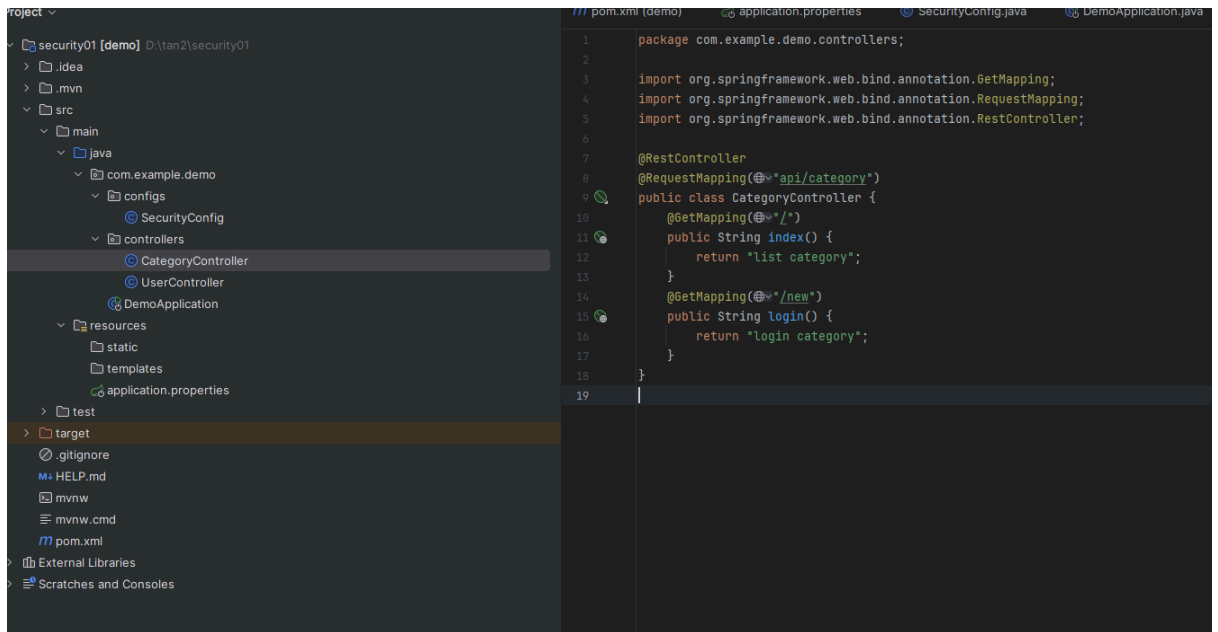 Project
security01 [demo] D:\tan2\security01
.idea
.mvn
src
main
java
com.example.demo
configs
SecurityConfig
controllers
CategoryController
UserController
DemoApplication
resources
static
templates
application.properties
test
target
.gitignore
M↓ HELP.md
mvnw
mvnw.cmd
m pom.xml
External Libraries
Scratches and Consoles
m pom.xml (demo) application.properties SecurityConfig.java DemoApplication.java
1 package com.example.demo.controllers;
2
3 import org.springframework.web.bind.annotation.GetMapping;
4 import org.springframework.web.bind.annotation.RequestMapping;
5 import org.springframework.web.bind.annotation.RestController;
6
7 @RestController
8 @RequestMapping("api/category")
9 public class CategoryController {
10 @GetMapping("/")
11 public String index() {
12 return "list category";
13 }
14 @GetMapping("/new")
15 public String login() {
16 return "login category";
17 }
18 }
19